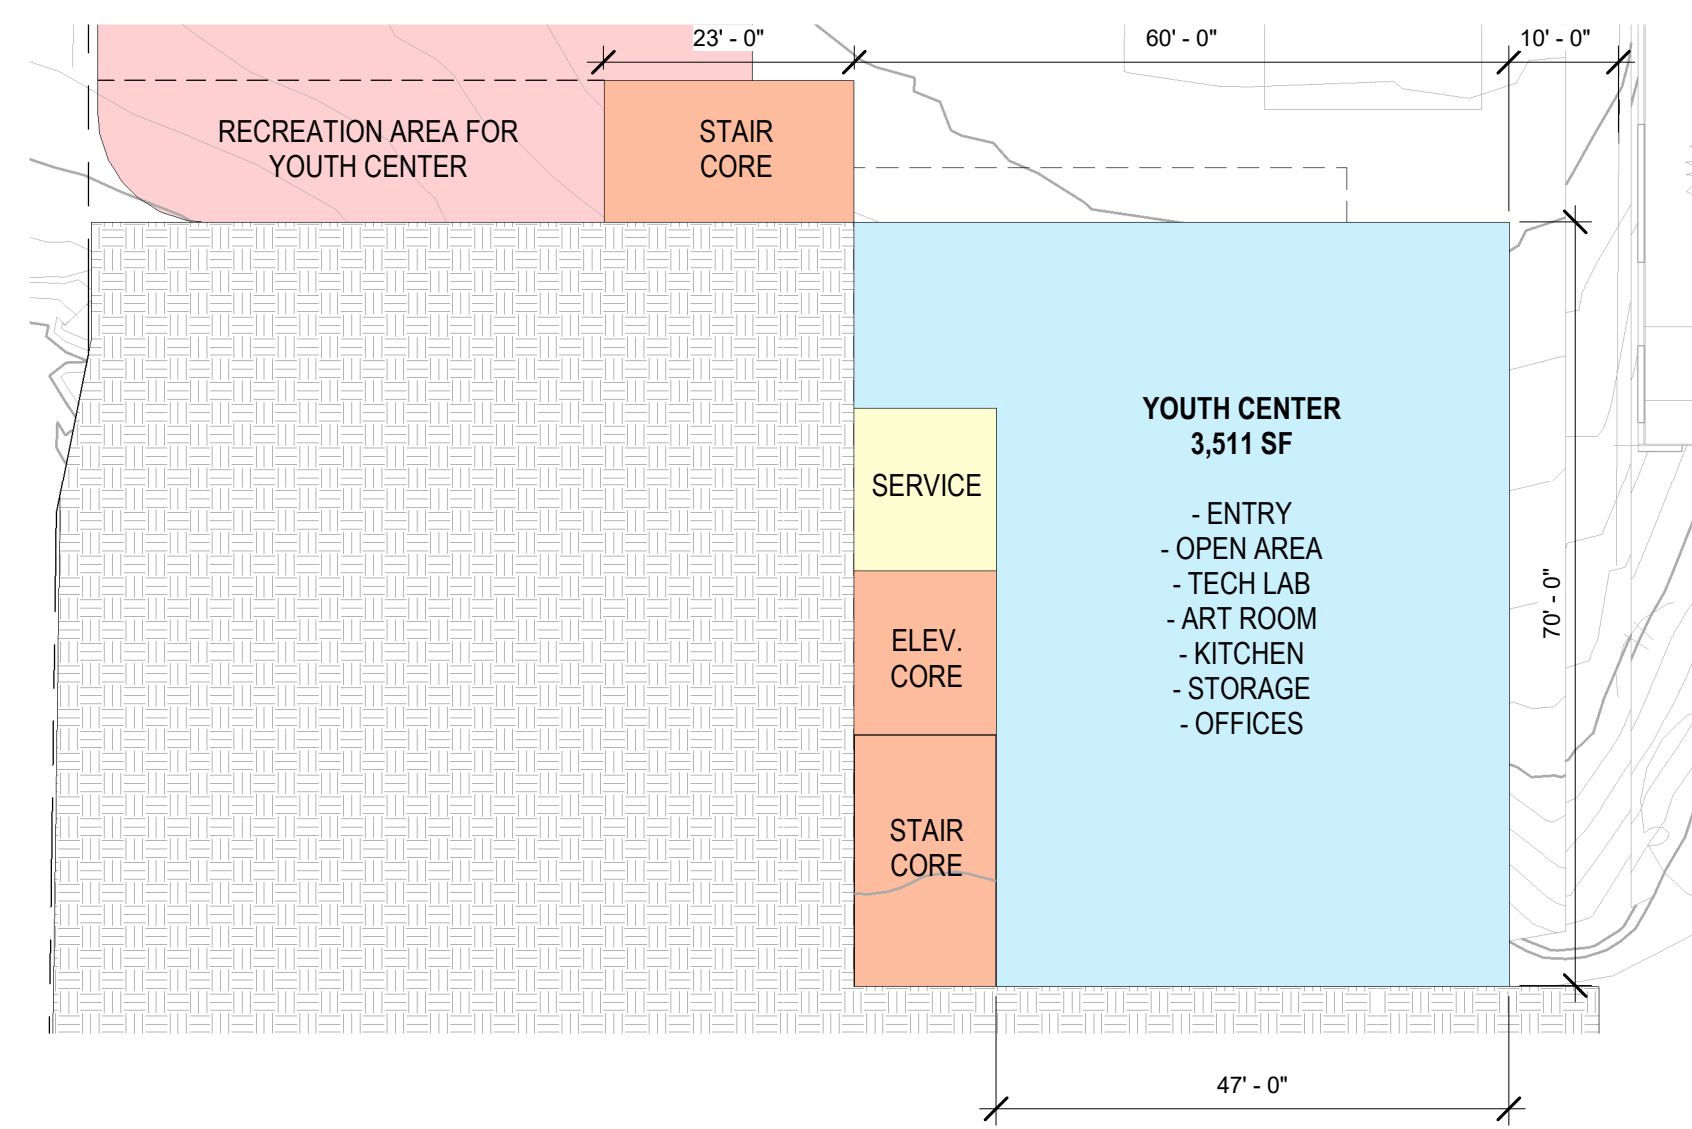 23' - 0"
60' - 0"
10' - 0"
RECREATION AREA FOR
YOUTH CENTER
STAIR
CORE
YOUTH CENTER
3,511 SF
- ENTRY
- OPEN AREA
- TECH LAB
- ART ROOM
- KITCHEN
- STORAGE
- OFFICES
SERVICE
ELEV.
CORE
STAIR
CORE
70' - 0"
47' - 0"